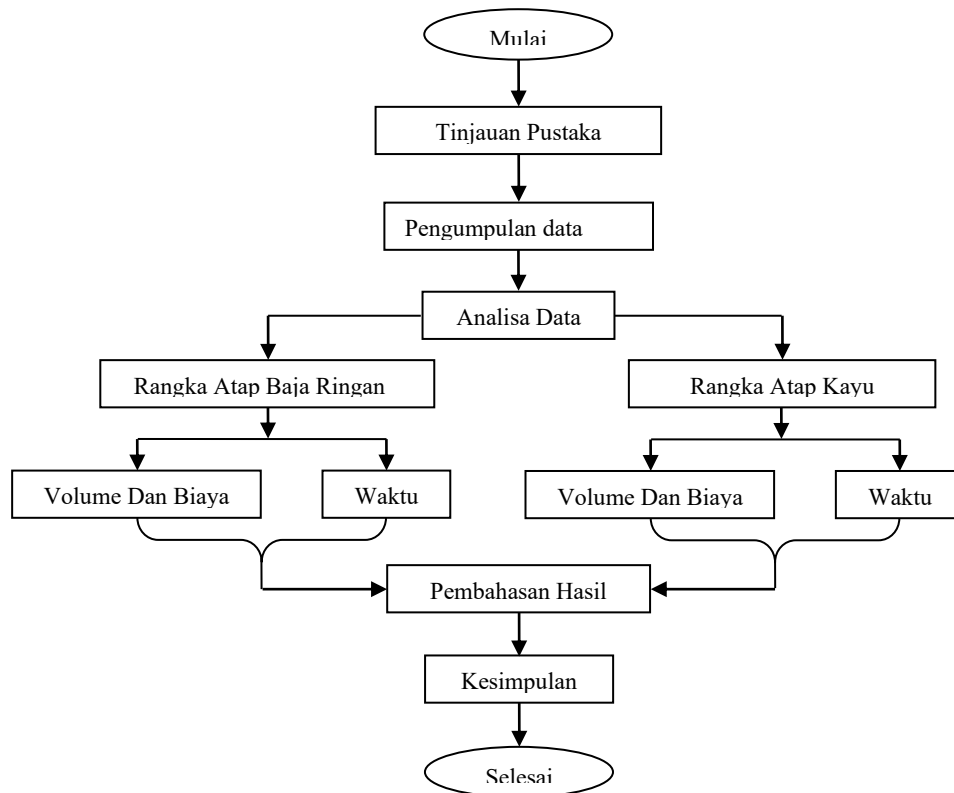 Mulai
Tinjauan Pustaka
Pengumpulan data
Analisa Data
Rangka Atap Baja Ringan
Rangka Atap Kayu
Volume Dan Biaya
Waktu
Volume Dan Biaya
Waktu
Pembahasan Hasil
Kesimpulan
Selesai